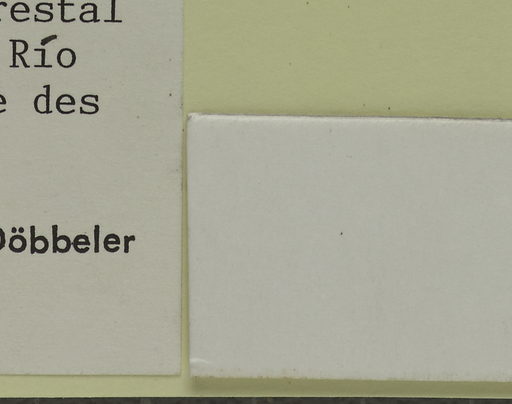 restal
Río
e des
Döbbeler